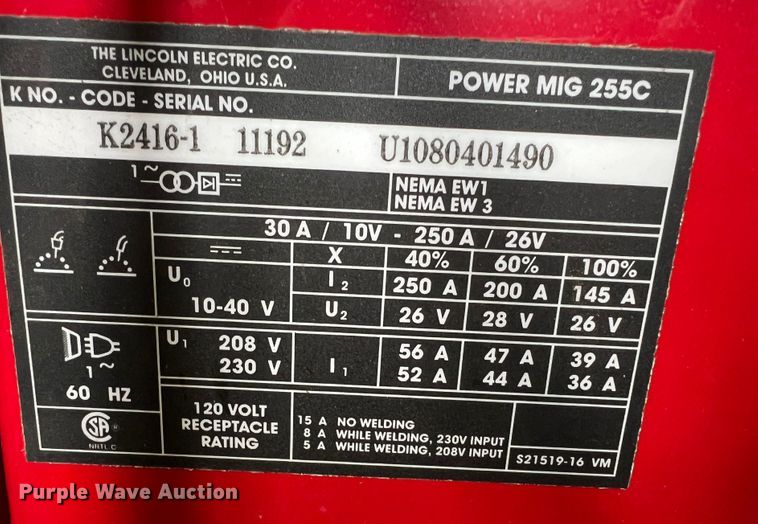 THE LINCOLN ELECTRIC CO.
CLEVELAND, OHIO U.S.A.
POWER MIG 255C
K NO. - CODE - SERIAL NO.
K2416-1 11192 U1080401490
1~
NEMA EW1
NEMA EW 3
30 A / 10V - 250 A / 26V
X 40% 60% 100%
U0 I2 250 A 200 A 145 A
10-40 V U2 26 V 28 V 26 V
U1 208 V I1 56 A 47 A 39 A
230 V 52 A 44 A 36 A
1~
60 HZ
SA
NRTL C
120 VOLT
RECEPTACLE
RATING
15 A NO WELDING
8 A WHILE WELDING, 230V INPUT
5 A WHILE WELDING, 208V INPUT
S21519-16 VM
Purple Wave Auction